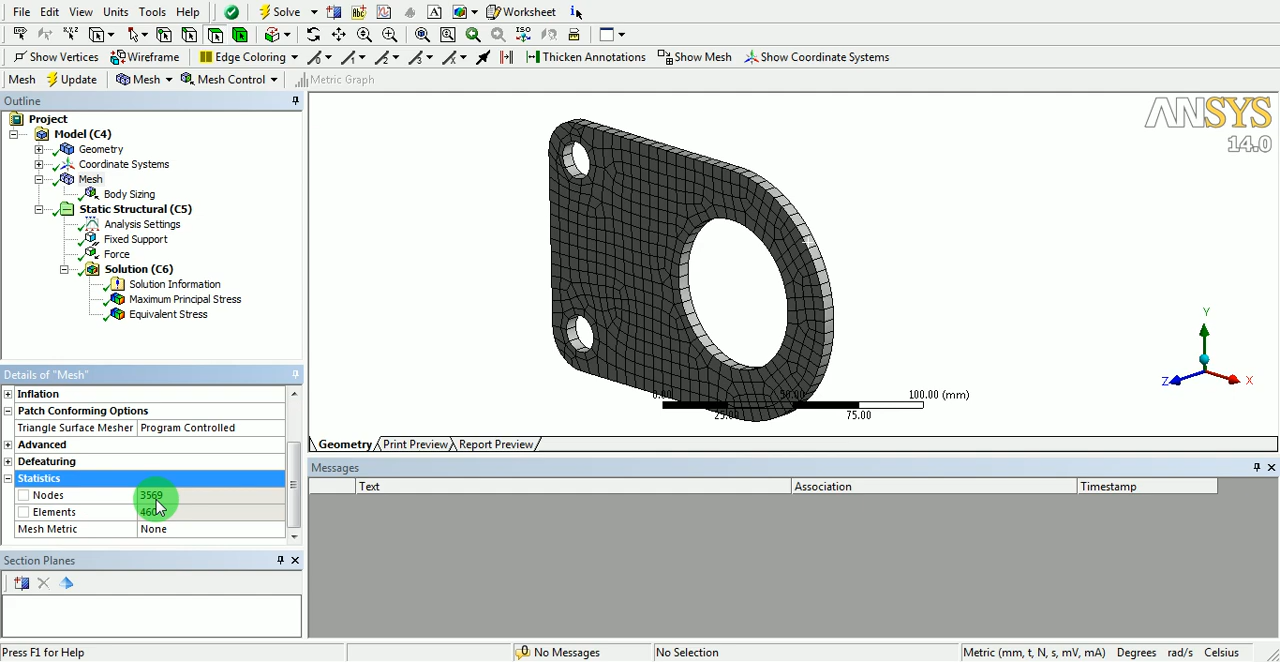 File Edit View Units Tools Help Solve Worksheet
Show Vertices Wireframe Edge Coloring Thicken Annotations Show Mesh Show Coordinate Systems
Mesh Update Mesh Mesh Control Metric Graph
Outline
Project
Model (C4)
Geometry
Coordinate Systems
Mesh
Body Sizing
Static Structural (C5)
Analysis Settings
Fixed Support
Force
Solution (C6)
Solution Information
Maximum Principal Stress
Equivalent Stress
Details of "Mesh"
Inflation
Patch Conforming Options
Triangle Surface Mesher Program Controlled
Advanced
Defeaturing
Statistics
Nodes 3569
Elements
Mesh Metric None
Section Planes
ANSYS
14.0
Y
Z X
0.00 50.00 100.00 (mm)
25.00 75.00
Geometry Print Preview Report Preview
Messages
Text Association Timestamp
Press F1 for Help 0 No Messages No Selection Metric (mm, t, N, s, mV, mA) Degrees rad/s Celsius